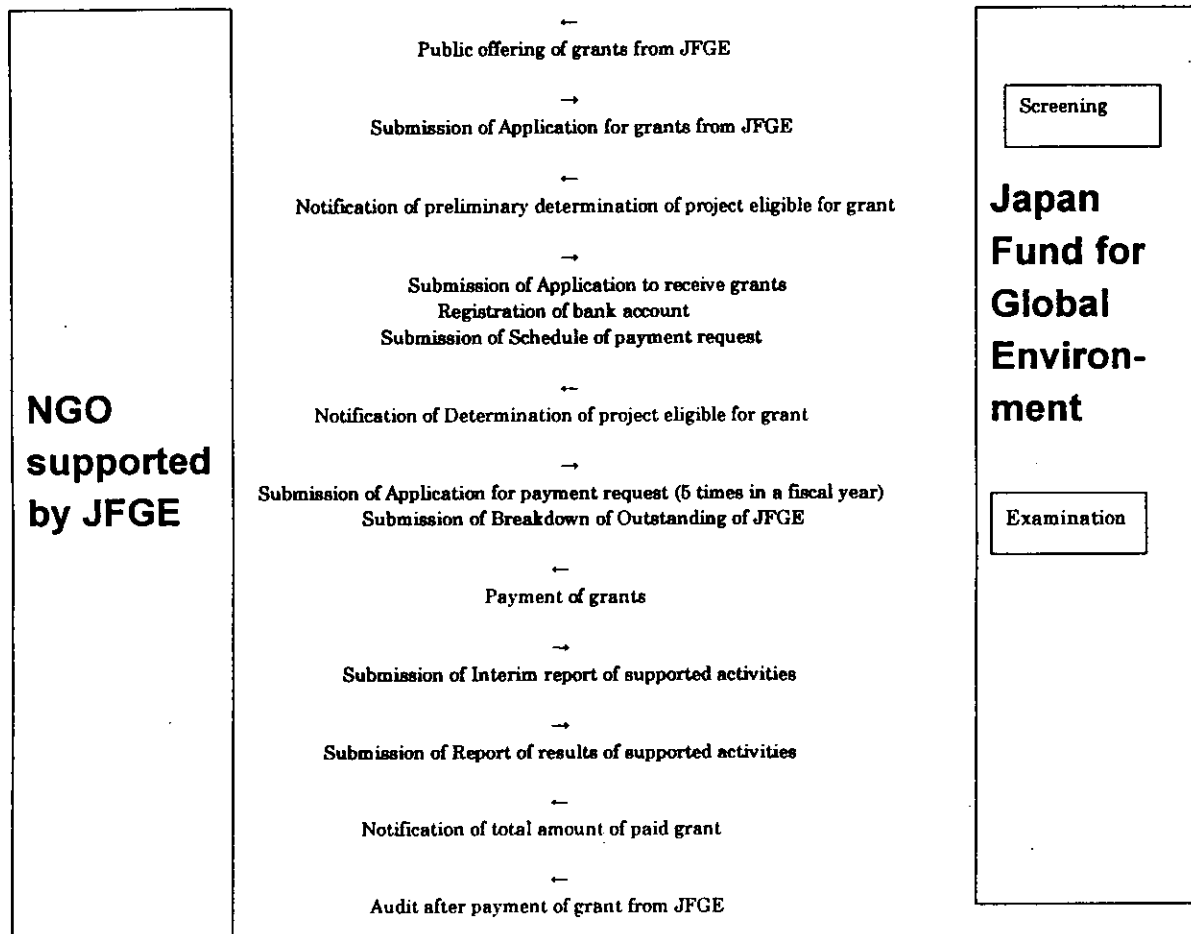 ←
Public offering of grants from JFGE
→
Submission of Application for grants from JFGE
←
Notification of preliminary determination of project eligible for grant
→
Submission of Application to receive grants
Registration of bank account
Submission of Schedule of payment request
←
Notification of Determination of project eligible for grant
→
Submission of Application for payment request (5 times in a fiscal year)
Submission of Breakdown of Outstanding of JFGE
←
Payment of grants
→
Submission of Interim report of supported activities
→
Submission of Report of results of supported activities
←
Notification of total amount of paid grant
←
Audit after payment of grant from JFGE
NGO
supported
by JFGE
Screening
Japan
Fund for
Global
Environ-
ment
Examination